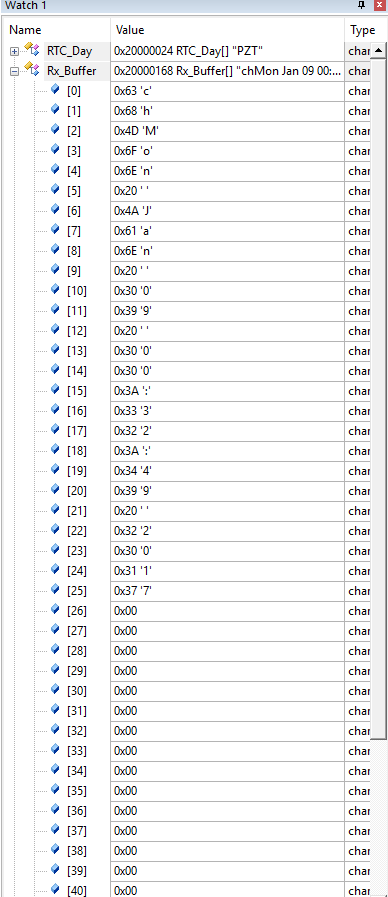 Watch 1
Name Value Type
RTC_Day 0x20000024 RTC_Day[] "PZT" char
Rx_Buffer 0x20000168 Rx_Buffer[] "chMon Jan 09 00:... char
[0] 0x63 'c' char
[1] 0x68 'h' char
[2] 0x4D 'M' char
[3] 0x6F 'o' char
[4] 0x6E 'n' char
[5] 0x20 ' ' char
[6] 0x4A 'J' char
[7] 0x61 'a' char
[8] 0x6E 'n' char
[9] 0x20 ' ' char
[10] 0x30 '0' char
[11] 0x39 '9' char
[12] 0x20 ' ' char
[13] 0x30 '0' char
[14] 0x30 '0' char
[15] 0x3A ':' char
[16] 0x33 '3' char
[17] 0x32 '2' char
[18] 0x3A ':' char
[19] 0x34 '4' char
[20] 0x39 '9' char
[21] 0x20 ' ' char
[22] 0x32 '2' char
[23] 0x30 '0' char
[24] 0x31 '1' char
[25] 0x37 '7' char
[26] 0x00 char
[27] 0x00 char
[28] 0x00 char
[29] 0x00 char
[30] 0x00 char
[31] 0x00 char
[32] 0x00 char
[33] 0x00 char
[34] 0x00 char
[35] 0x00 char
[36] 0x00 char
[37] 0x00 char
[38] 0x00 char
[39] 0x00 char
[40] 0x00 char